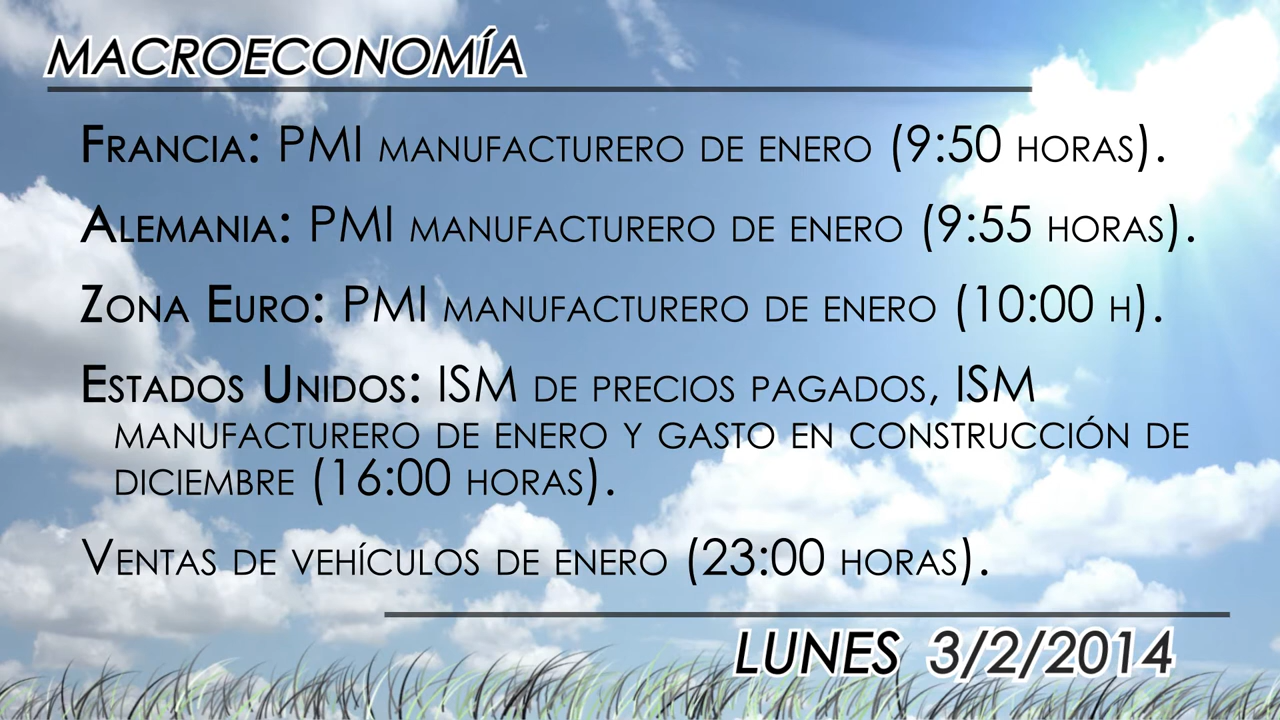 MACROECONOMÍA
Francia: PMI manufacturero de enero (9:50 horas).
Alemania: PMI manufacturero de enero (9:55 horas).
Zona Euro: PMI manufacturero de enero (10:00 h).
Estados Unidos: ISM de precios pagados, ISM
manufacturero de enero y gasto en construcción de
diciembre (16:00 horas).
Ventas de vehículos de enero (23:00 horas).
LUNES 3/2/2014